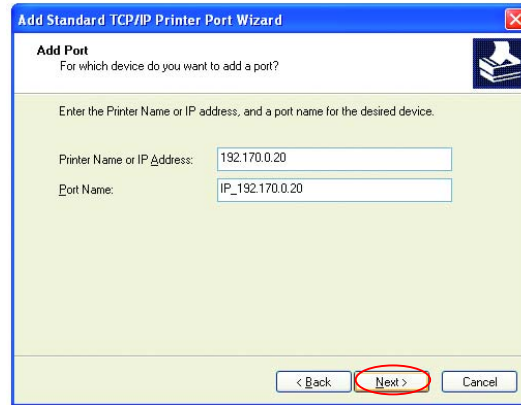 Add Standard TCP/IP Printer Port Wizard
Add Port
For which device do you want to add a port?
Enter the Printer Name or IP address, and a port name for the desired device.
Printer Name or IP Address: 192.170.0.20
Port Name: IP_192.170.0.20
< Back Next > Cancel